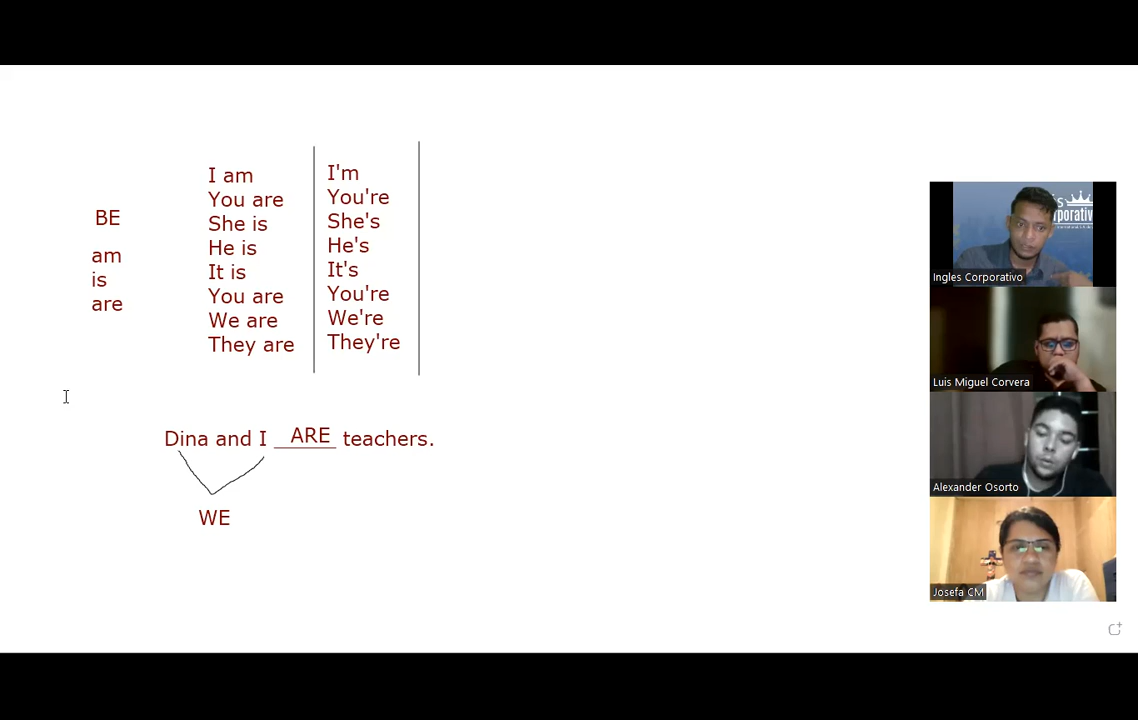 BE
am
is
are
I am
You are
She is
He is
It is
You are
We are
They are
I'm
You're
She's
He's
It's
You're
We're
They're
Dina and I ARE teachers.
WE
Ingles Corporativo
Luis Miguel Corvera
Alexander Osorto
Josefa CM